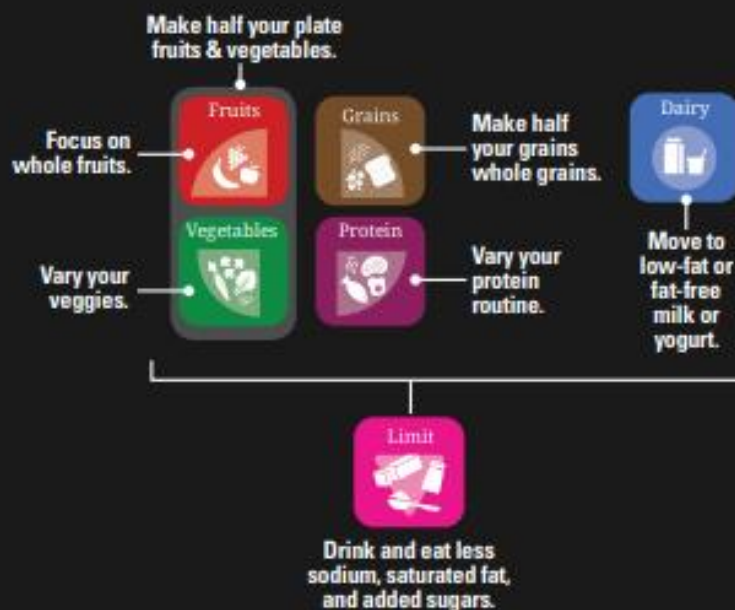 Make half your plate
fruits & vegetables.
Fruits
Focus on
whole fruits.
Grains
Make half
your grains
whole grains.
Dairy
Move to
low-fat or
fat-free
milk or
yogurt.
Vegetables
Vary your
veggies.
Protein
Vary your
protein
routine.
Limit
Drink and eat less
sodium, saturated fat,
and added sugars.